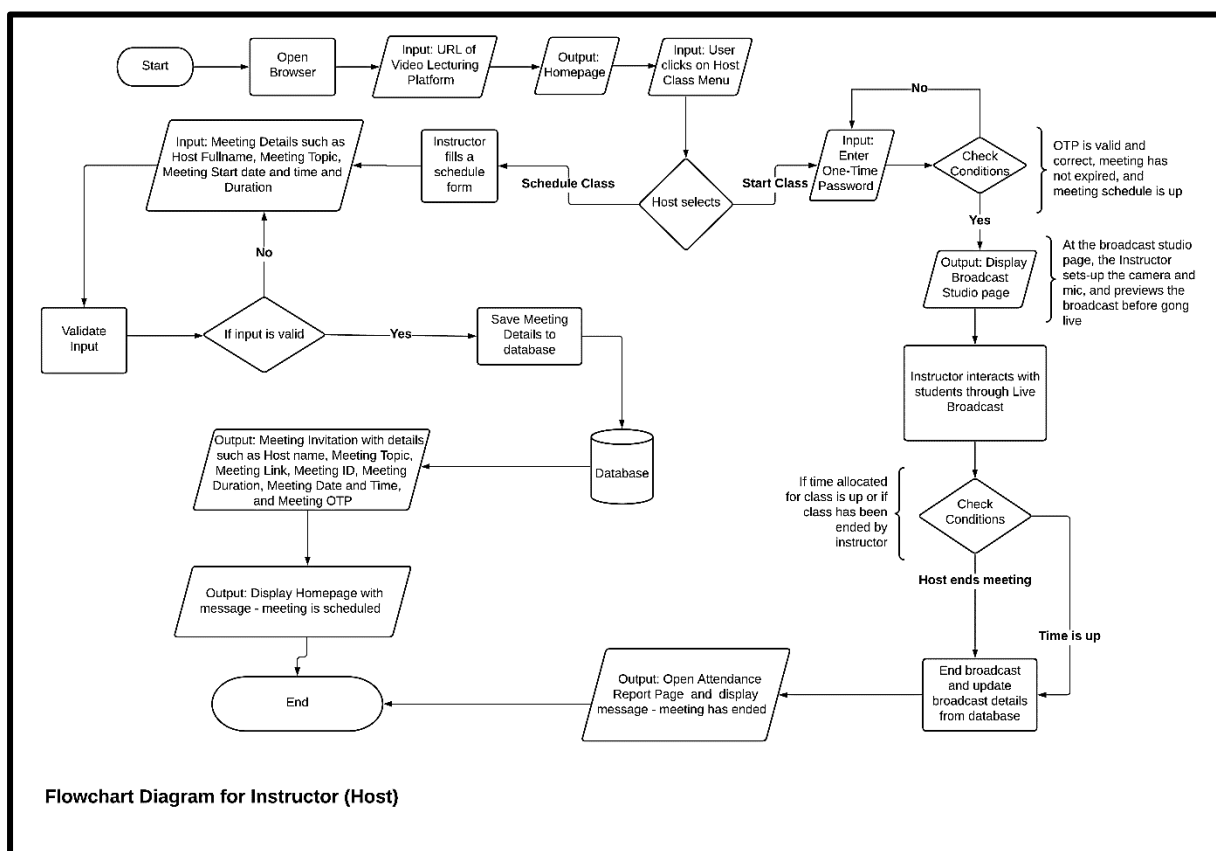 Start
Open
Browser
Input: URL of
Video Lecturing
Platform
Output:
Homepage
Input: User
clicks on Host
Class Menu
Host selects
Schedule Class
Start Class
Instructor
fills a
schedule
form
Input: Meeting Details such as
Host Fullname, Meeting Topic,
Meeting Start date and time and
Duration
No
Validate
Input
If input is valid
Yes
Save Meeting
Details to
database
Database
Output: Meeting Invitation with details
such as Host name, Meeting Topic,
Meeting Link, Meeting ID, Meeting
Duration, Meeting Date and Time,
and Meeting OTP
Output: Display Homepage with
message - meeting is scheduled
End
Input:
Enter
One-Time
Password
No
Check
Conditions
OTP is valid and
correct, meeting has
not expired, and
meeting schedule is up
Yes
Output: Display
Broadcast
Studio page
At the broadcast studio
page, the Instructor
sets-up the camera and
mic, and previews the
broadcast before gong
live
Instructor interacts with
students through Live
Broadcast
If time allocated
for class is up or if
class has been
ended by
instructor
Check
Conditions
Host ends meeting
Time is up
End broadcast
and update
broadcast details
from database
Output: Open Attendance
Report Page and display
message - meeting has ended
Flowchart Diagram for Instructor (Host)